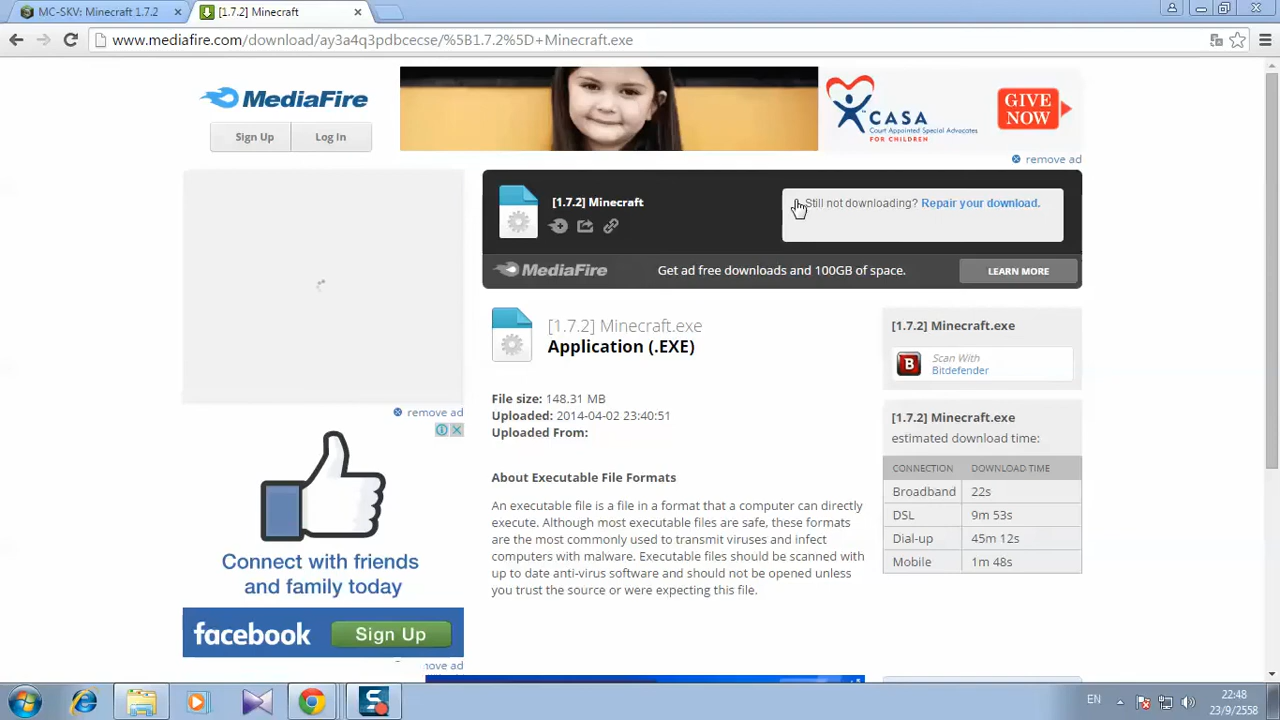 MC-SKV: Minecraft 1.7.2
[1.7.2] Minecraft
www.mediafire.com/download/ay3a4q3pdbcecse/%5B1.7.2%5D+Minecraft.exe
MediaFire
Sign Up
Log In
CASA
Court Appointed Special Advocates
FOR CHILDREN
GIVE
NOW
remove ad
[1.7.2] Minecraft
Still not downloading? Repair your download.
MediaFire
Get ad free downloads and 100GB of space.
LEARN MORE
[1.7.2] Minecraft.exe
Application (.EXE)
File size: 148.31 MB
Uploaded: 2014-04-02 23:40:51
Uploaded From:
About Executable File Formats
An executable file is a file in a format that a computer can directly
execute. Although most executable files are safe, these formats
are the most commonly used to transmit viruses and infect
computers with malware. Executable files should be scanned with
up to date anti-virus software and should not be opened unless
you trust the source or were expecting this file.
[1.7.2] Minecraft.exe
B
Scan With
Bitdefender
[1.7.2] Minecraft.exe
estimated download time:
CONNECTION DOWNLOAD TIME
Broadband 22s
DSL 9m 53s
Dial-up 45m 12s
Mobile 1m 48s
remove ad
Connect with friends
and family today
facebook
Sign Up
move ad
EN
22:48
23/9/2558